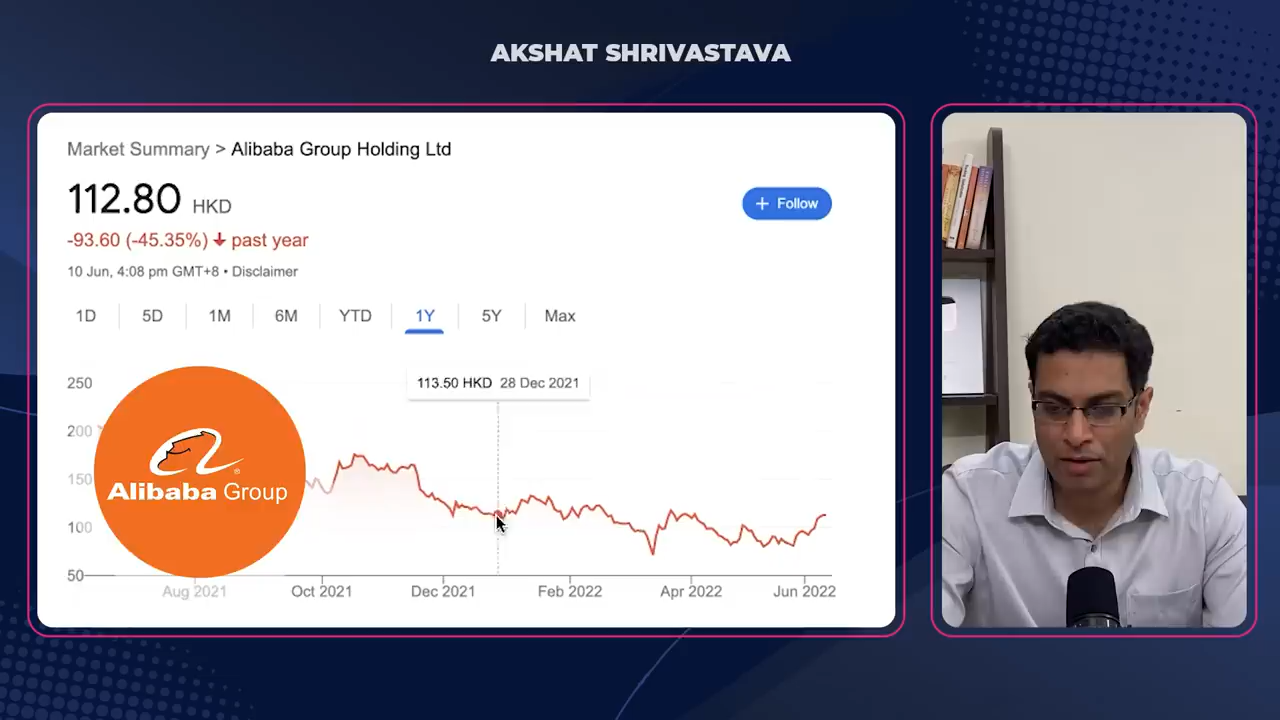 AKSHAT SHRIVASTAVA
Market Summary > Alibaba Group Holding Ltd
112.80 HKD
+ Follow
-93.60 (-45.35%) ↓ past year
10 Jun, 4:08 pm GMT+8 • Disclaimer
1D 5D 1M 6M YTD 1Y 5Y Max
113.50 HKD 28 Dec 2021
250
200
150
100
50
Alibaba Group
Aug 2021 Oct 2021 Dec 2021 Feb 2022 Apr 2022 Jun 2022